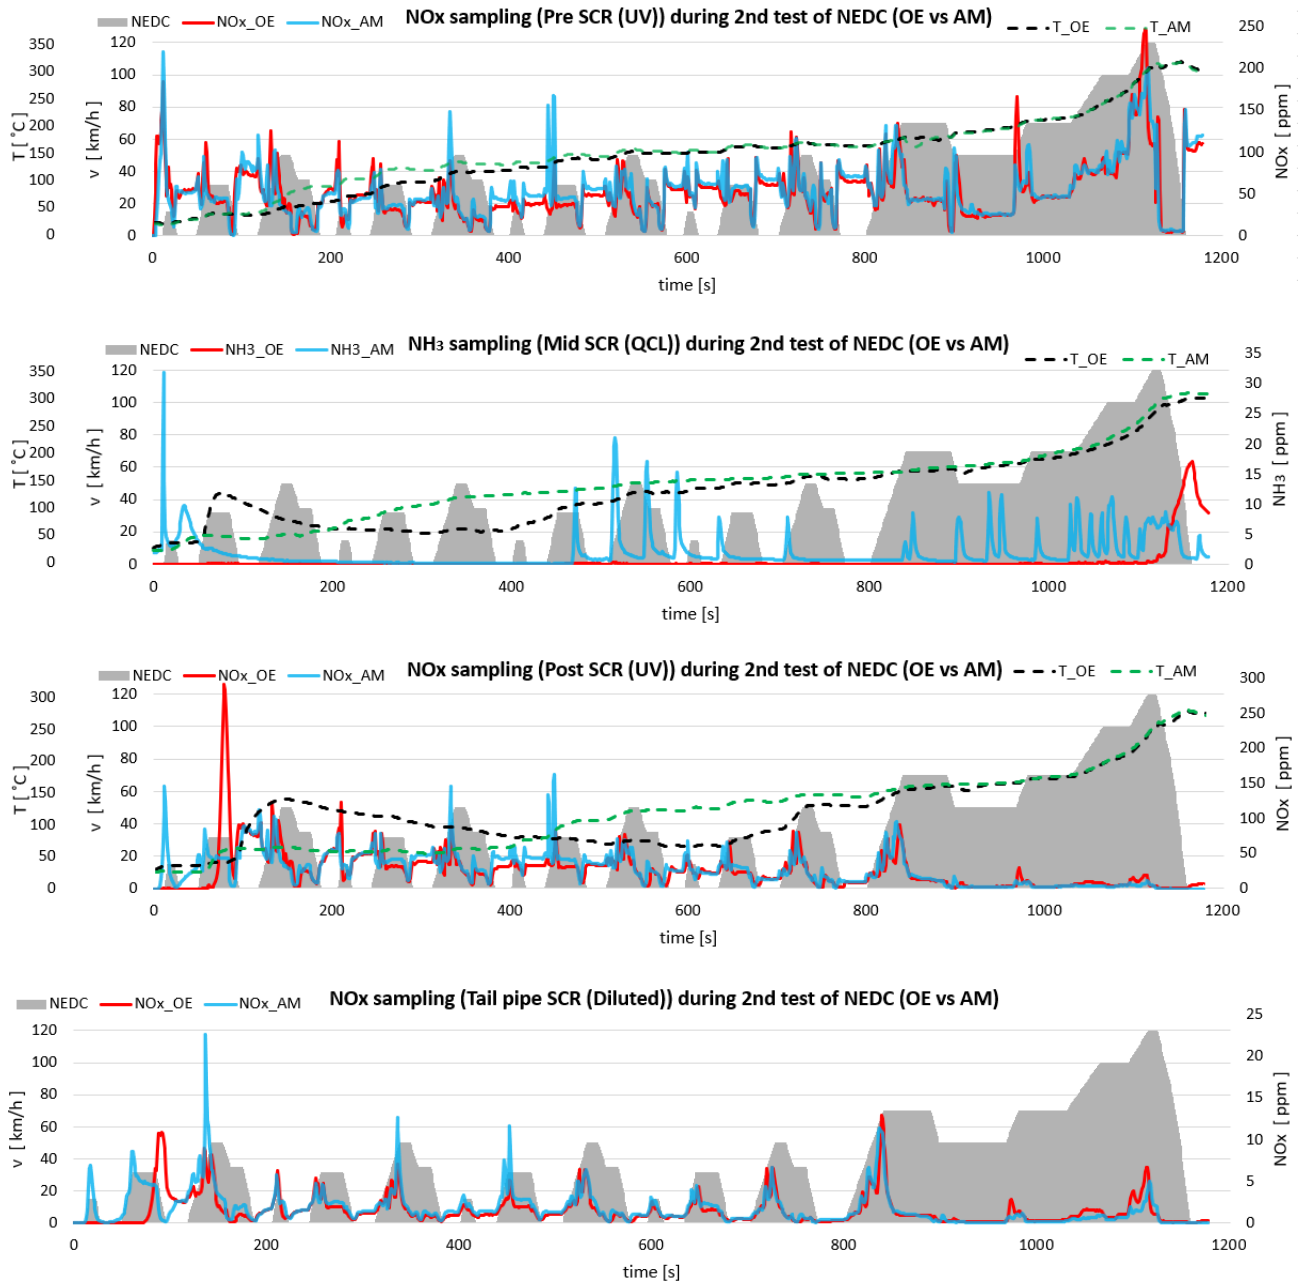 NOx sampling (Pre SCR (UV)) during 2nd test of NEDC (OE vs AM)
NEDC NOx_OE NOx_AM T_OE T_AM
350 300 250 200 150 100 50 0
T [ ˚C]
120 100 80 60 40 20 0
v [ km/h ]
250 200 150 100 50 0
NOx [ ppm ]
0 200 400 600 800 1000 1200
time [s]
NH₃ sampling (Mid SCR (QCL)) during 2nd test of NEDC (OE vs AM)
NEDC NH3_OE NH3_AM T_OE T_AM
350 300 250 200 150 100 50 0
T [ ˚C]
120 100 80 60 40 20 0
v [ km/h ]
35 30 25 20 15 10 5 0
NH₃ [ ppm ]
0 200 400 600 800 1000 1200
time [s]
NOx sampling (Post SCR (UV)) during 2nd test of NEDC (OE vs AM)
NEDC NOx_OE NOx_AM T_OE T_AM
300 250 200 150 100 50 0
T [ ˚C]
120 100 80 60 40 20 0
v [ km/h ]
300 250 200 150 100 50 0
NOx [ ppm ]
0 200 400 600 800 1000 1200
time [s]
NOx sampling (Tail pipe SCR (Diluted)) during 2nd test of NEDC (OE vs AM)
NEDC NOx_OE NOx_AM
120 100 80 60 40 20 0
v [ km/h ]
25 20 15 10 5 0
NOx [ ppm ]
0 200 400 600 800 1000 1200
time [s]